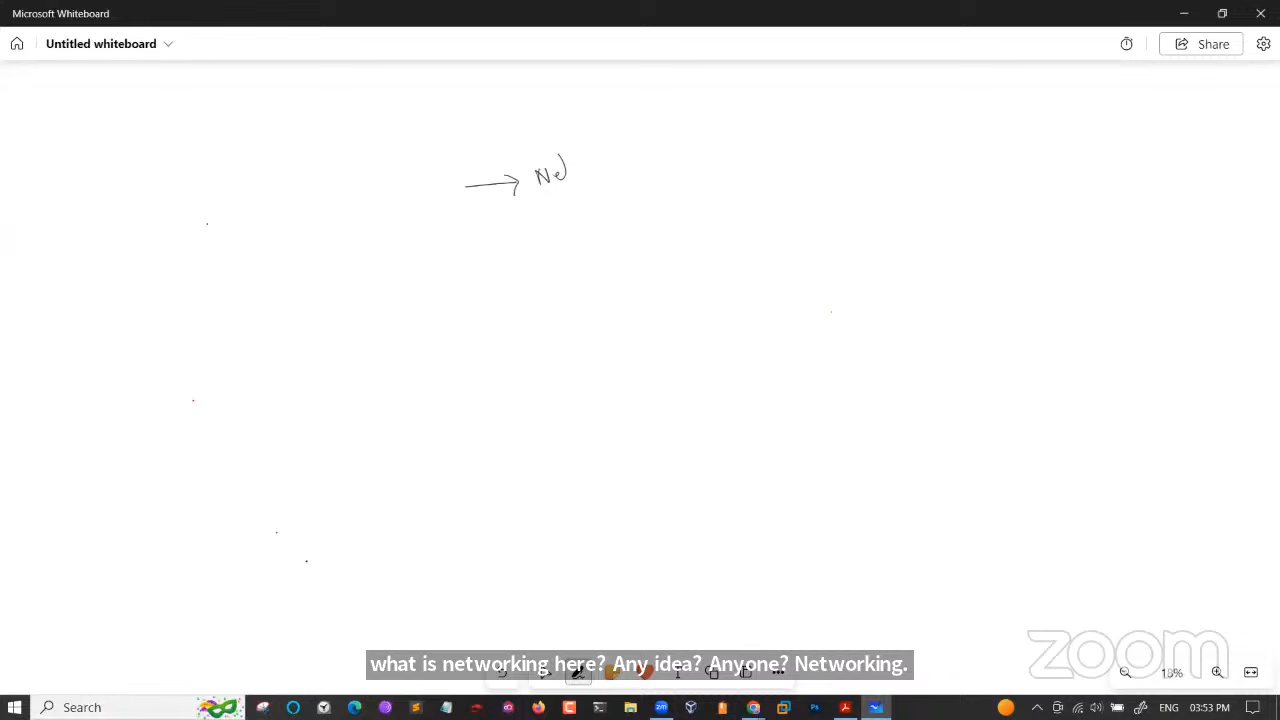 Microsoft Whiteboard
Untitled whiteboard
Share
Ne
zoom
what is networking here? Any idea? Anyone? Networking.
18%
Search
ENG
03:53 PM